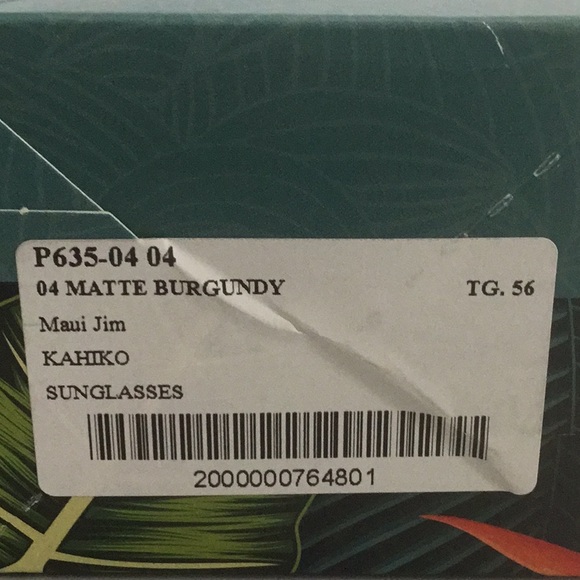 P635-04 04
04 MATTE BURGUNDY TG. 56
Maui Jim
KAHIKO
SUNGLASSES
2000000764801